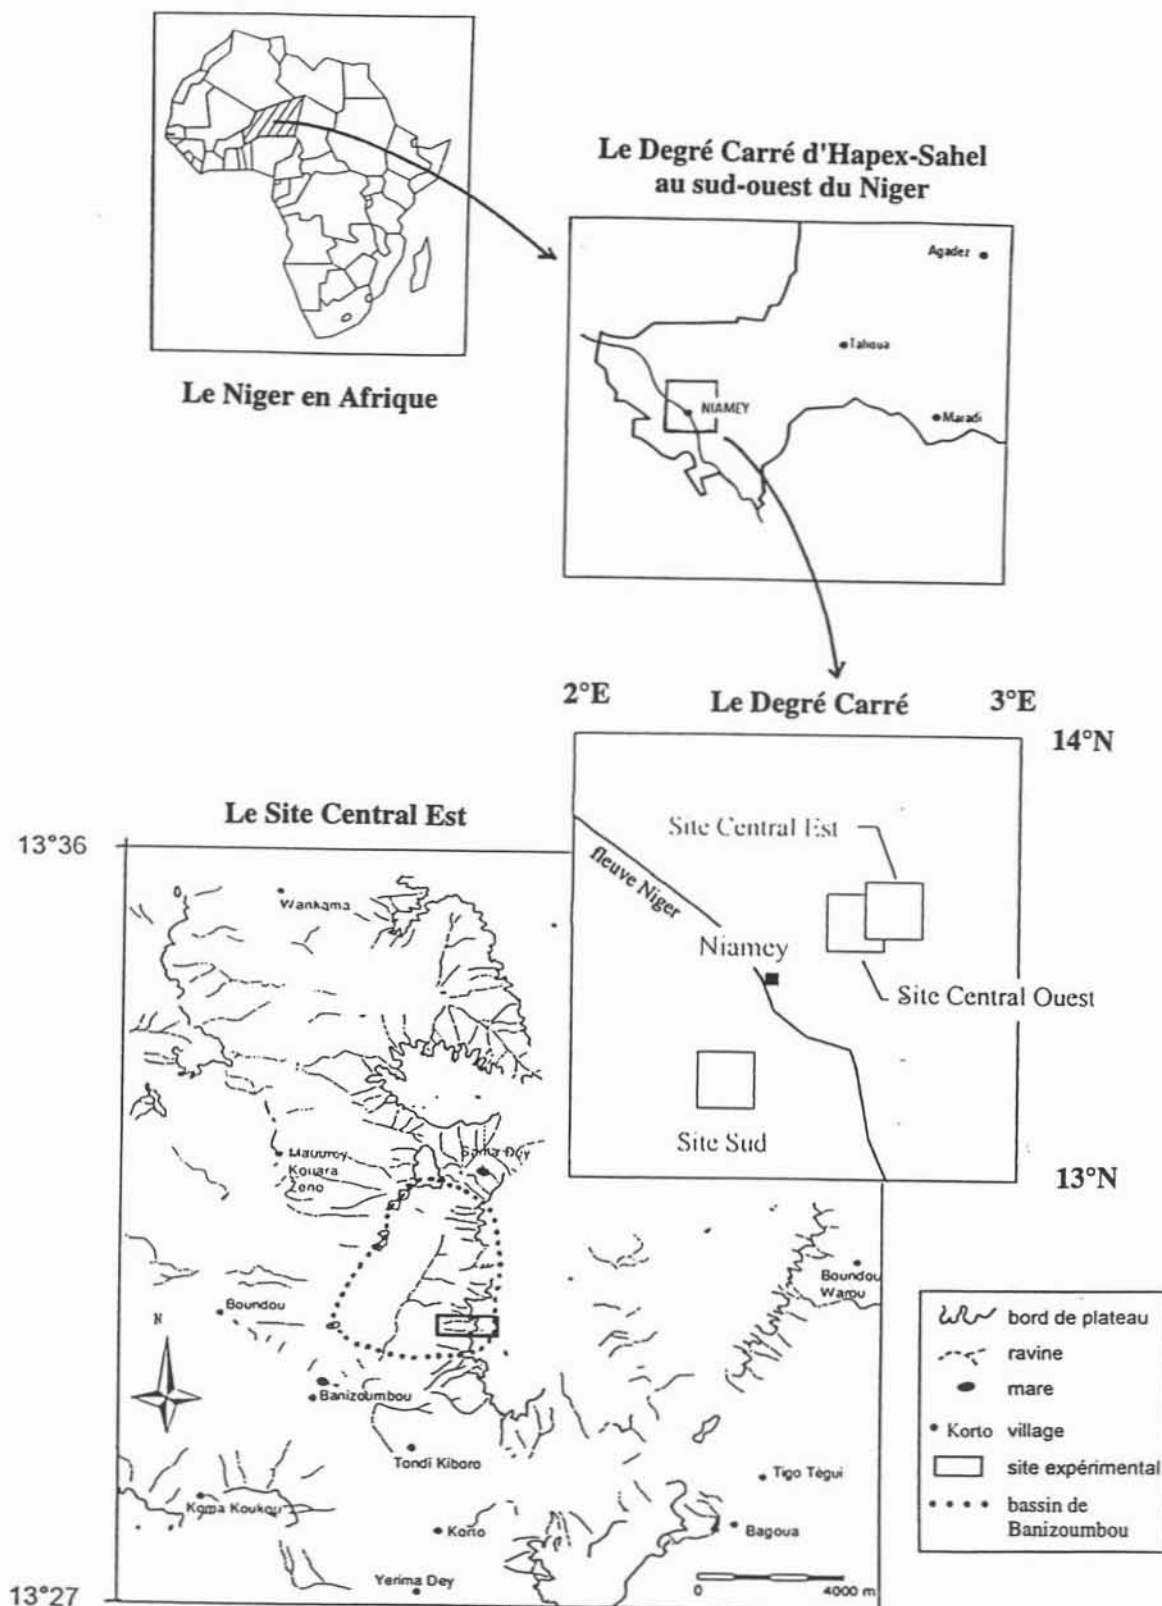 Le Niger en Afrique
Le Degré Carré d'Hapex-Sahel
au sud-ouest du Niger
Agadez
Tahoua
NIAMEY
Maradi
2°E
Le Degré Carré
3°E
14°N
Site Central Est
fleuve Niger
Niamey
Site Central Ouest
Site Sud
13°N
Le Site Central Est
13°36
Wankama
Kouara
Zeno
Sama Dey
Boundou
Warou
Boundou
N
Banizoumbou
Tondi Kiboro
Tigo Tégui
Koma Koukou
Korto
Bagoua
Yerima Dey
0
4000 m
13°27
bord de plateau
ravine
mare
Korto village
site expérimental
bassin de
Banizoumbou